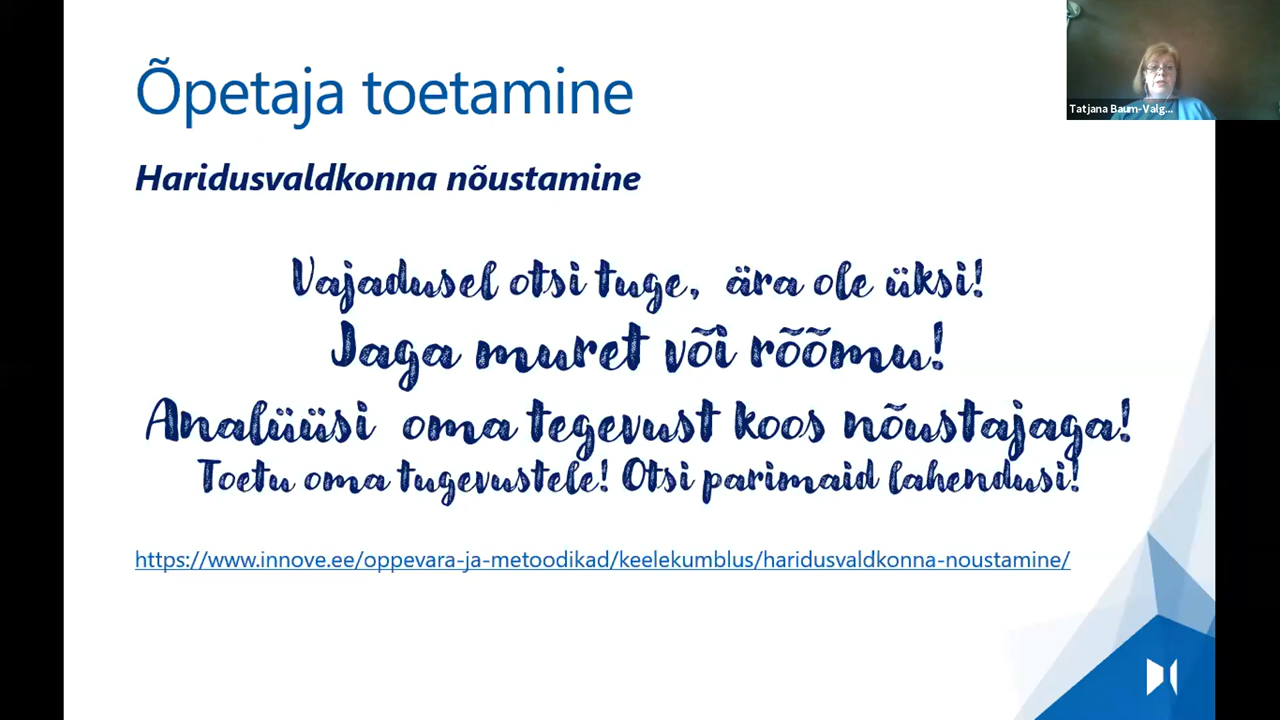 Õpetaja toetamine
Tatjana Baum-Valg...
Haridusvaldkonna nõustamine
Vajadusel otsi tuge, ära ole üksi!
Jaga muret või rõõmu!
Analüüsi oma tegevust koos nõustajaga!
Toetu oma tugevustele! Otsi parimaid lahendusi!
https://www.innove.ee/oppevara-ja-metoodikad/keelekumblus/haridusvaldkonna-noustamine/